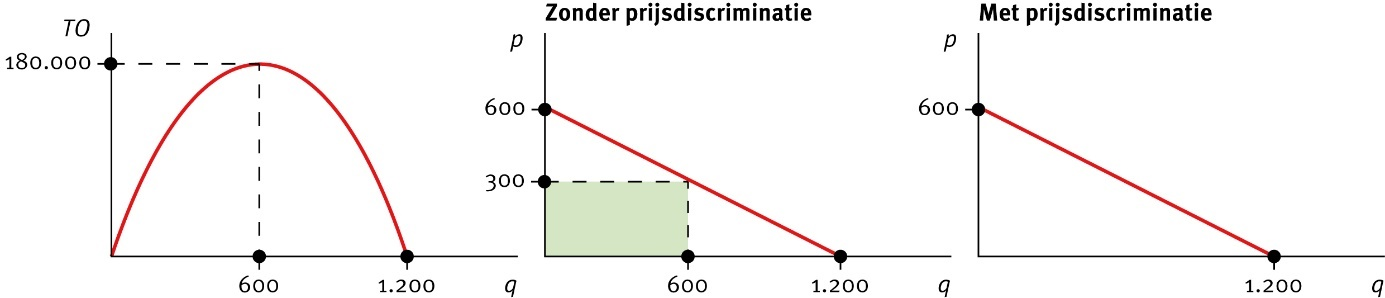 TO
180.000
600
1.200
q
Zonder prijsdiscriminatie
p
600
300
600
1.200
q
Met prijsdiscriminatie
p
600
1.200
q